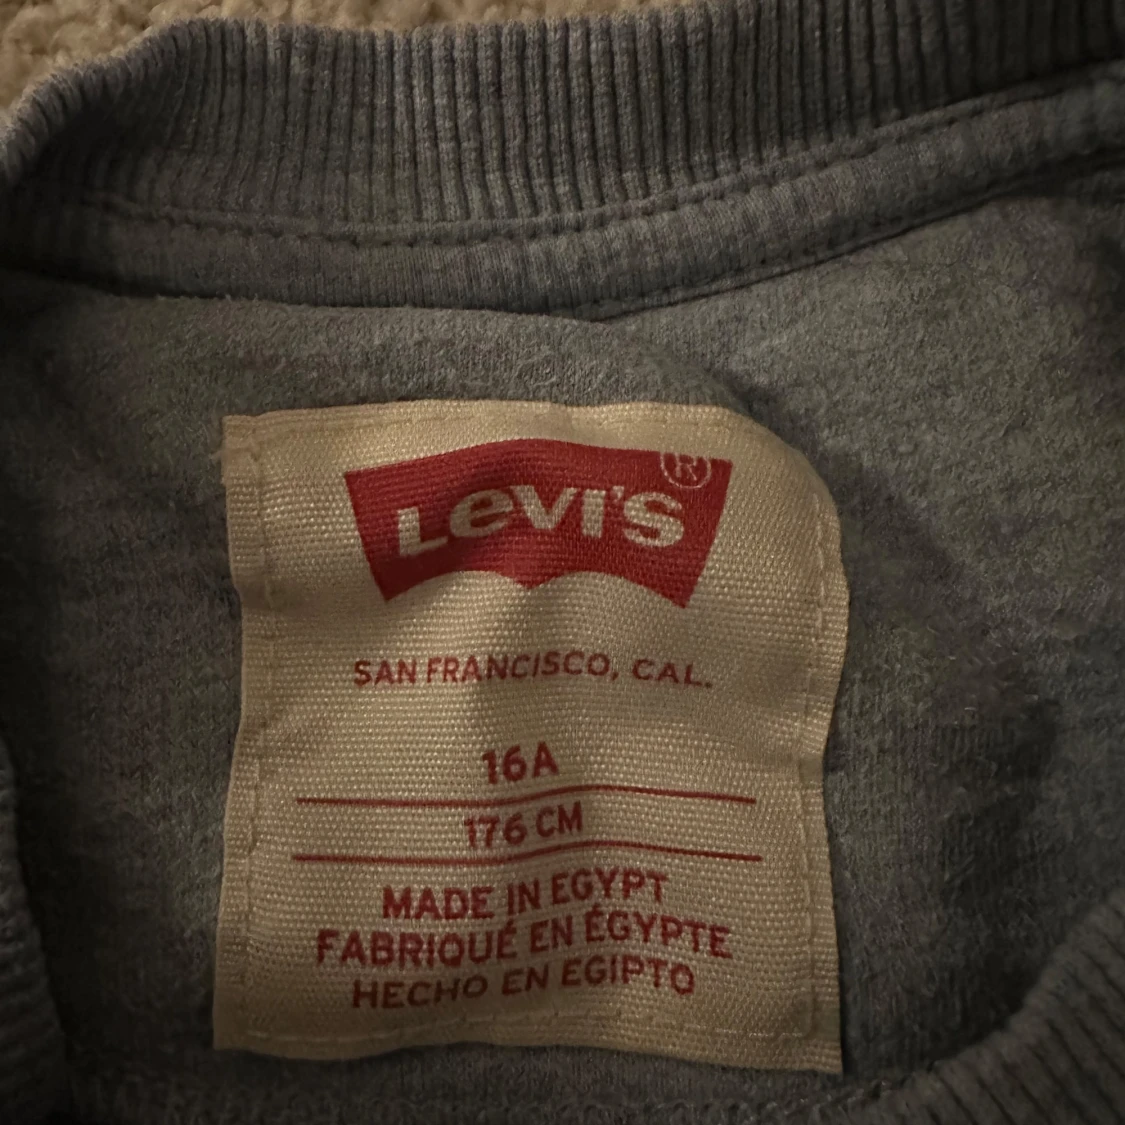 Levi's ®
SAN FRANCISCO, CAL.
16A
176 CM
MADE IN EGYPT
FABRIQUÉ EN ÉGYPTE
HECHO EN EGIPTO